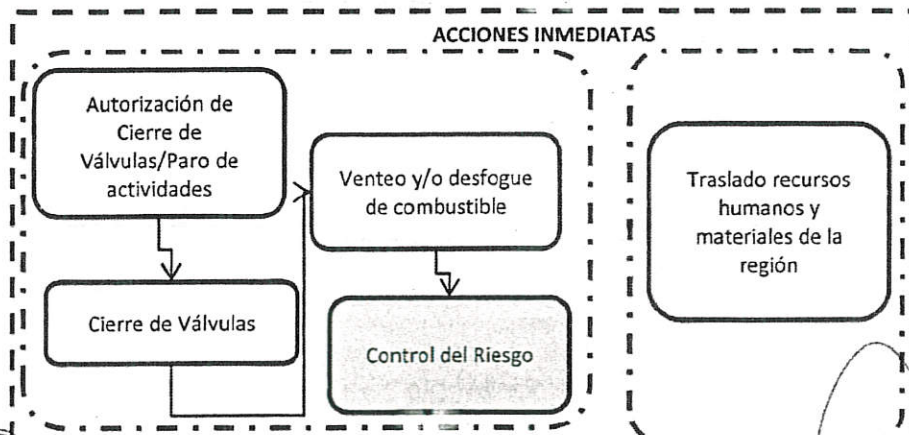 ACCIONES INMEDIATAS
Autorización de
Cierre de
Válvulas/Paro de
actividades
Cierre de Válvulas
Venteo y/o desfogue
de combustible
Control del Riesgo
Traslado recursos
humanos y
materiales de la
región